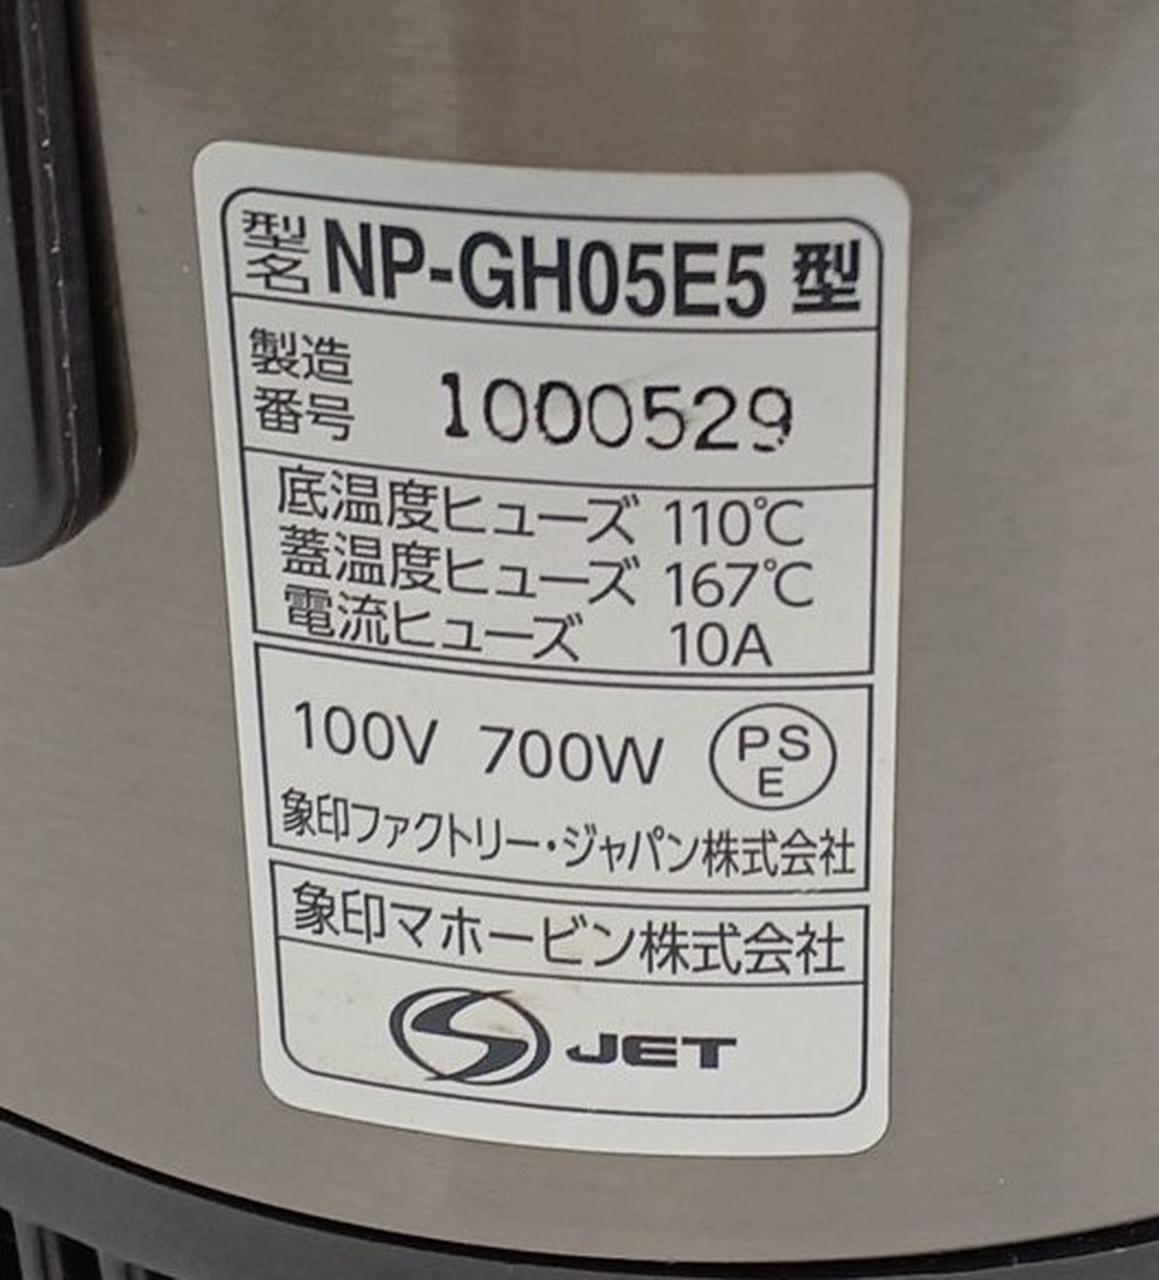 型名 NP-GH05E5 型
製造番号 1000529
底温度ヒューズ 110℃
蓋温度ヒューズ 167℃
電流ヒューズ 10A
100V 700W PSE
象印ファクトリー・ジャパン株式会社
象印マホービン株式会社
S JET